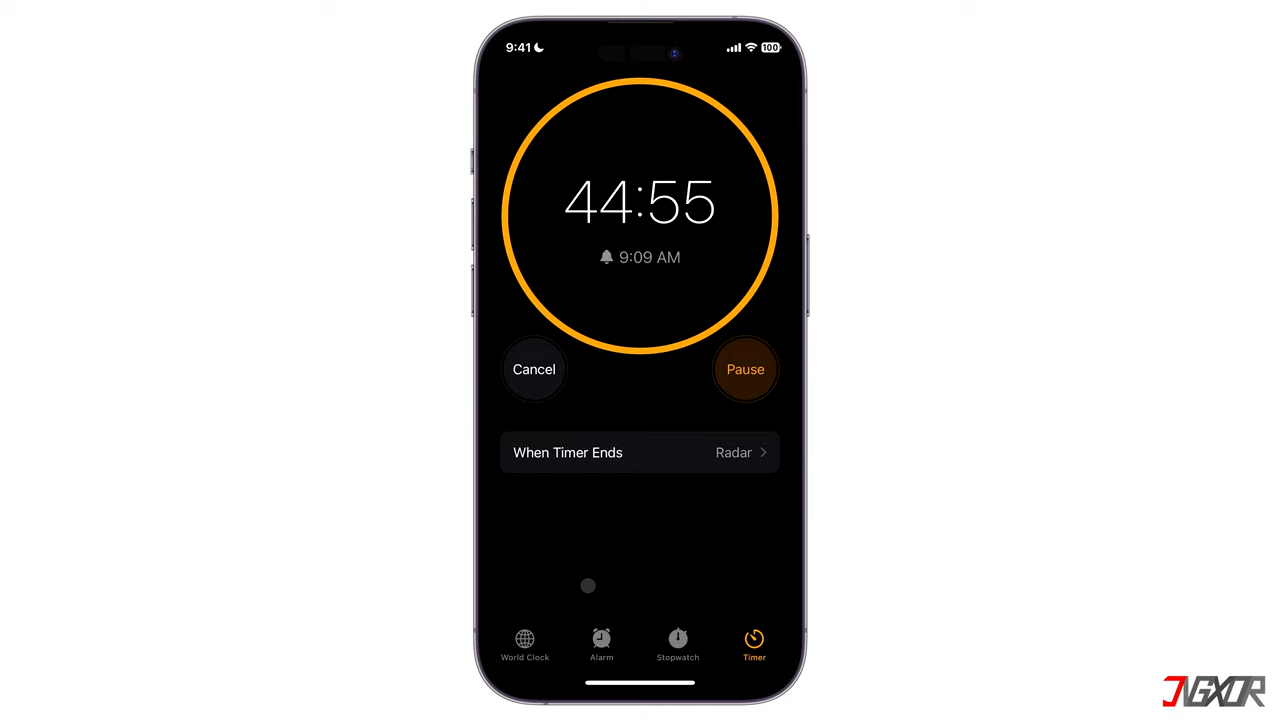 9:41
100
44:55
9:09 AM
Cancel
Pause
When Timer Ends
Radar
World Clock
Alarm
Stopwatch
Timer
JNGXOR